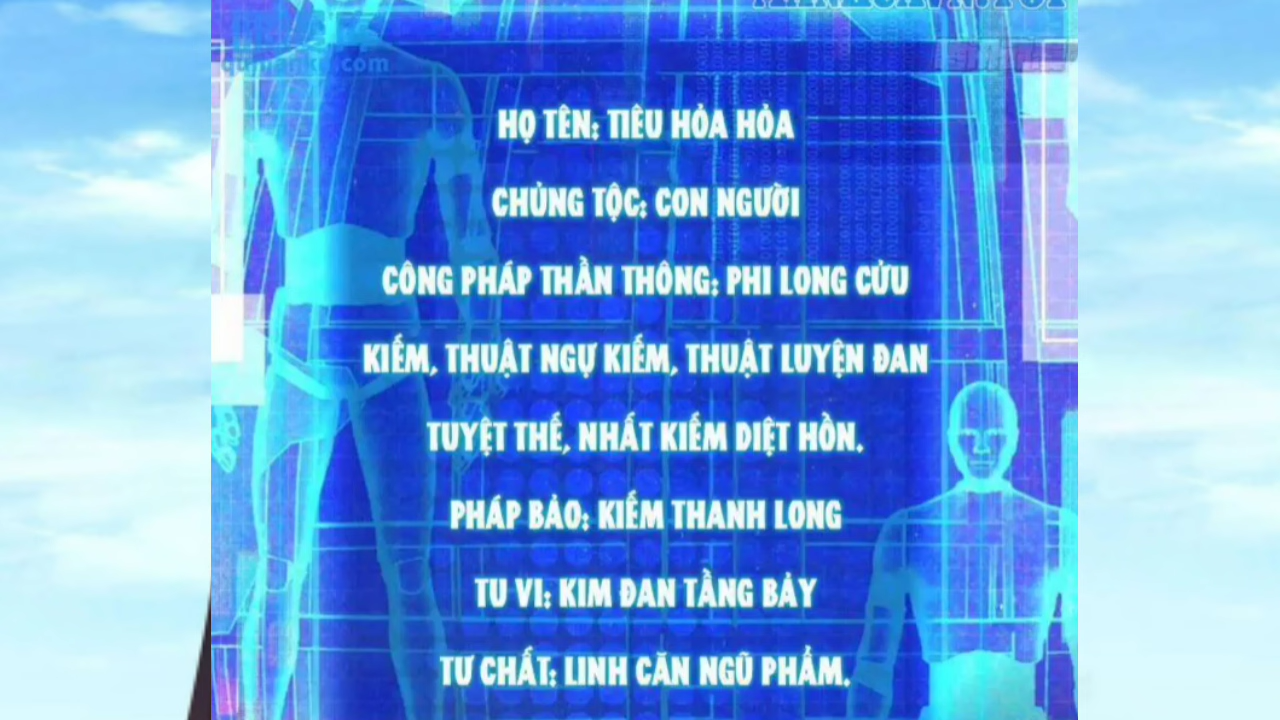 HỌ TÊN: TIÊU HỎA HỎA
CHỦNG TỘC: CON NGƯỜI
CÔNG PHÁP THẦN THÔNG: PHI LONG CỬU
KIẾM, THUẬT NGỰ KIẾM, THUẬT LUYỆN ĐAN
TUYỆT THẾ, NHẤT KIẾM DIỆT HỒN.
PHÁP BẢO: KIẾM THANH LONG
TU VI: KIM ĐAN TẦNG BẢY
TƯ CHẤT: LINH CĂN NGŨ PHẨM.